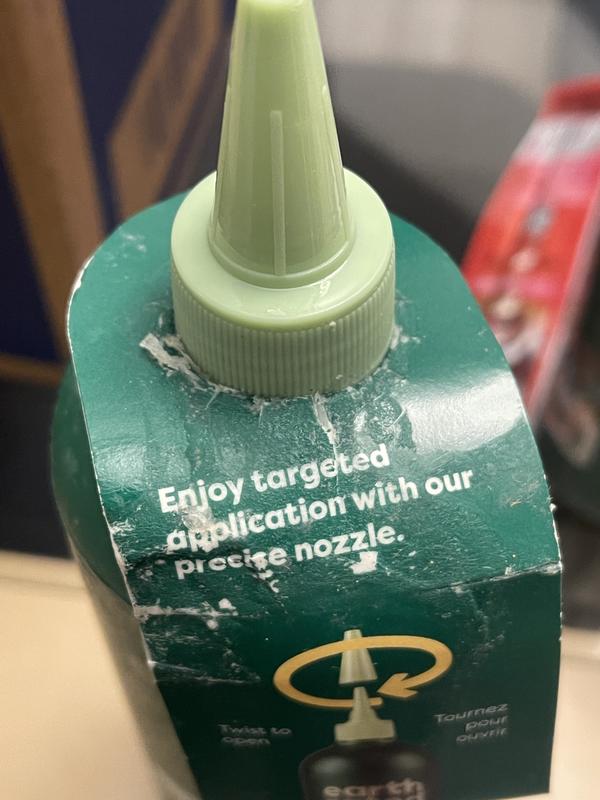 Enjoy targeted
application with our
precise nozzle.
Twist to
open
Tournez
pour
ouvrir
earth